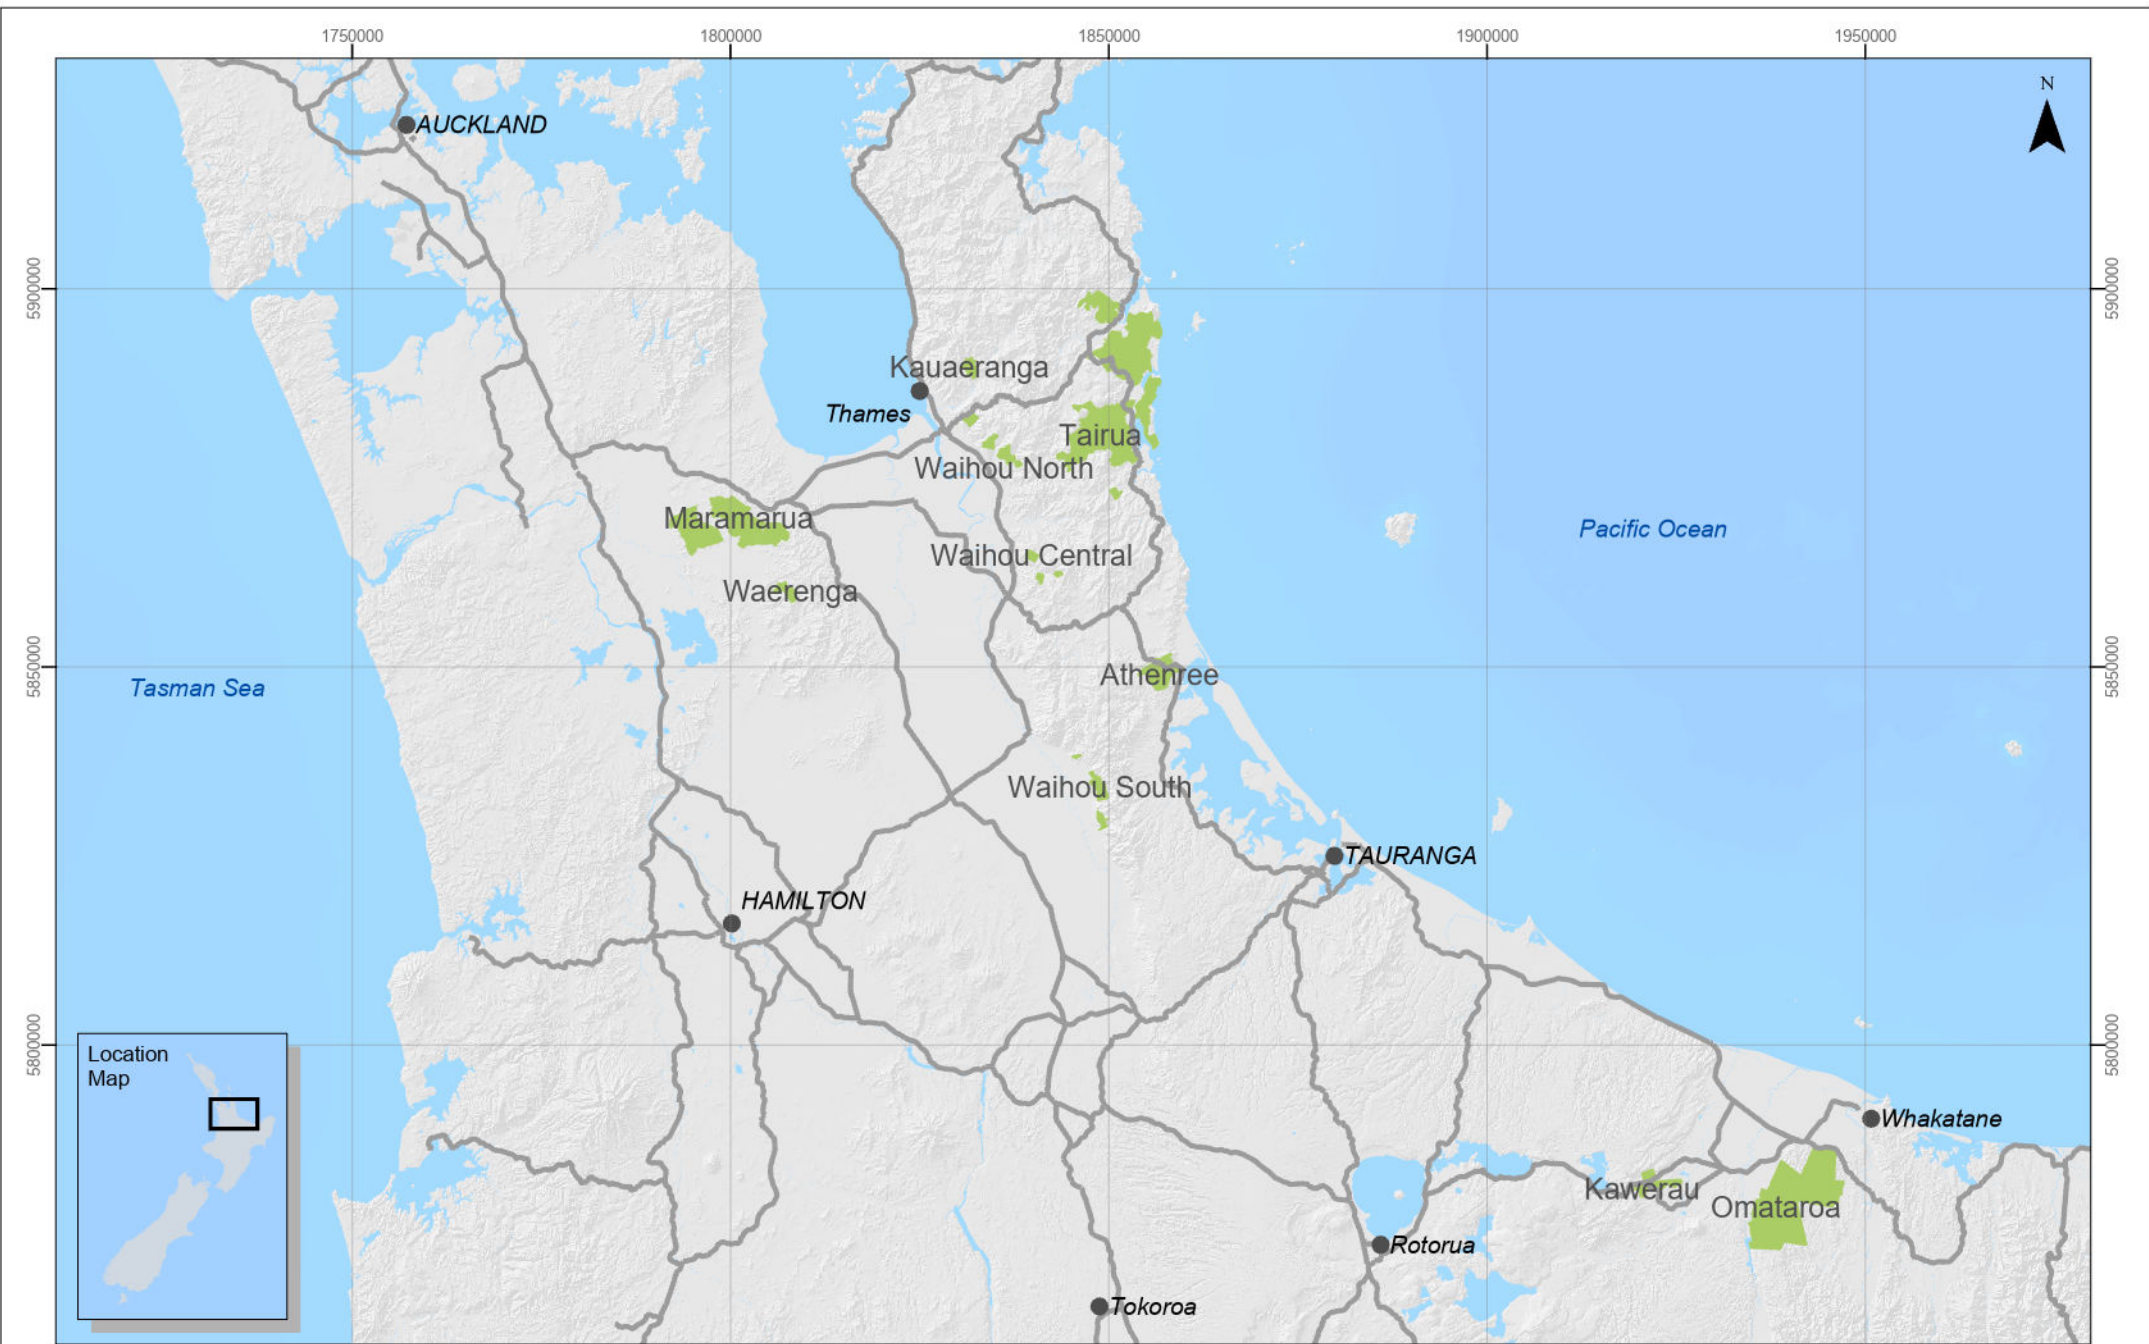 1750000
1800000
1850000
1900000
1950000
N
AUCKLAND
5900000
5900000
Kauaeranga
Thames
Tairua
Waihou North
Maramarua
Pacific Ocean
Waihou Central
Waerenga
5850000
5850000
Athenree
Tasman Sea
Waihou South
TAURANGA
HAMILTON
5800000
5800000
Location
Map
Whakatane
Kawerau
Omataroa
Rotorua
Tokoroa